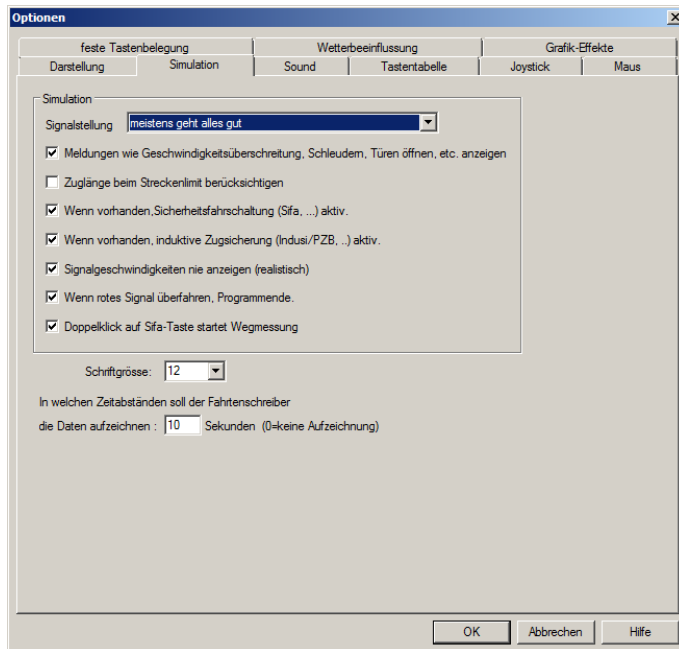 Optionen
feste Tastenbelegung Wetterbeeinflussung Grafik-Effekte
Darstellung Simulation Sound Tastentabelle Joystick Maus
Simulation
Signalstellung meistens geht alles gut
Meldungen wie Geschwindigkeitsüberschreitung, Schleudern, Türen öffnen, etc. anzeigen
Zuglänge beim Streckenlimit berücksichtigen
Wenn vorhanden,Sicherheitsfahrschaltung (Sifa, ...) aktiv.
Wenn vorhanden, induktive Zugsicherung (Indusi/PZB, ..) aktiv.
Signalgeschwindigkeiten nie anzeigen (realistisch)
Wenn rotes Signal überfahren, Programmende.
Doppelklick auf Sifa-Taste startet Wegmessung
Schriftgrösse: 12
In welchen Zeitabständen soll der Fahrtenschreiber
die Daten aufzeichnen : 10 Sekunden (0=keine Aufzeichnung)
OK Abbrechen Hilfe